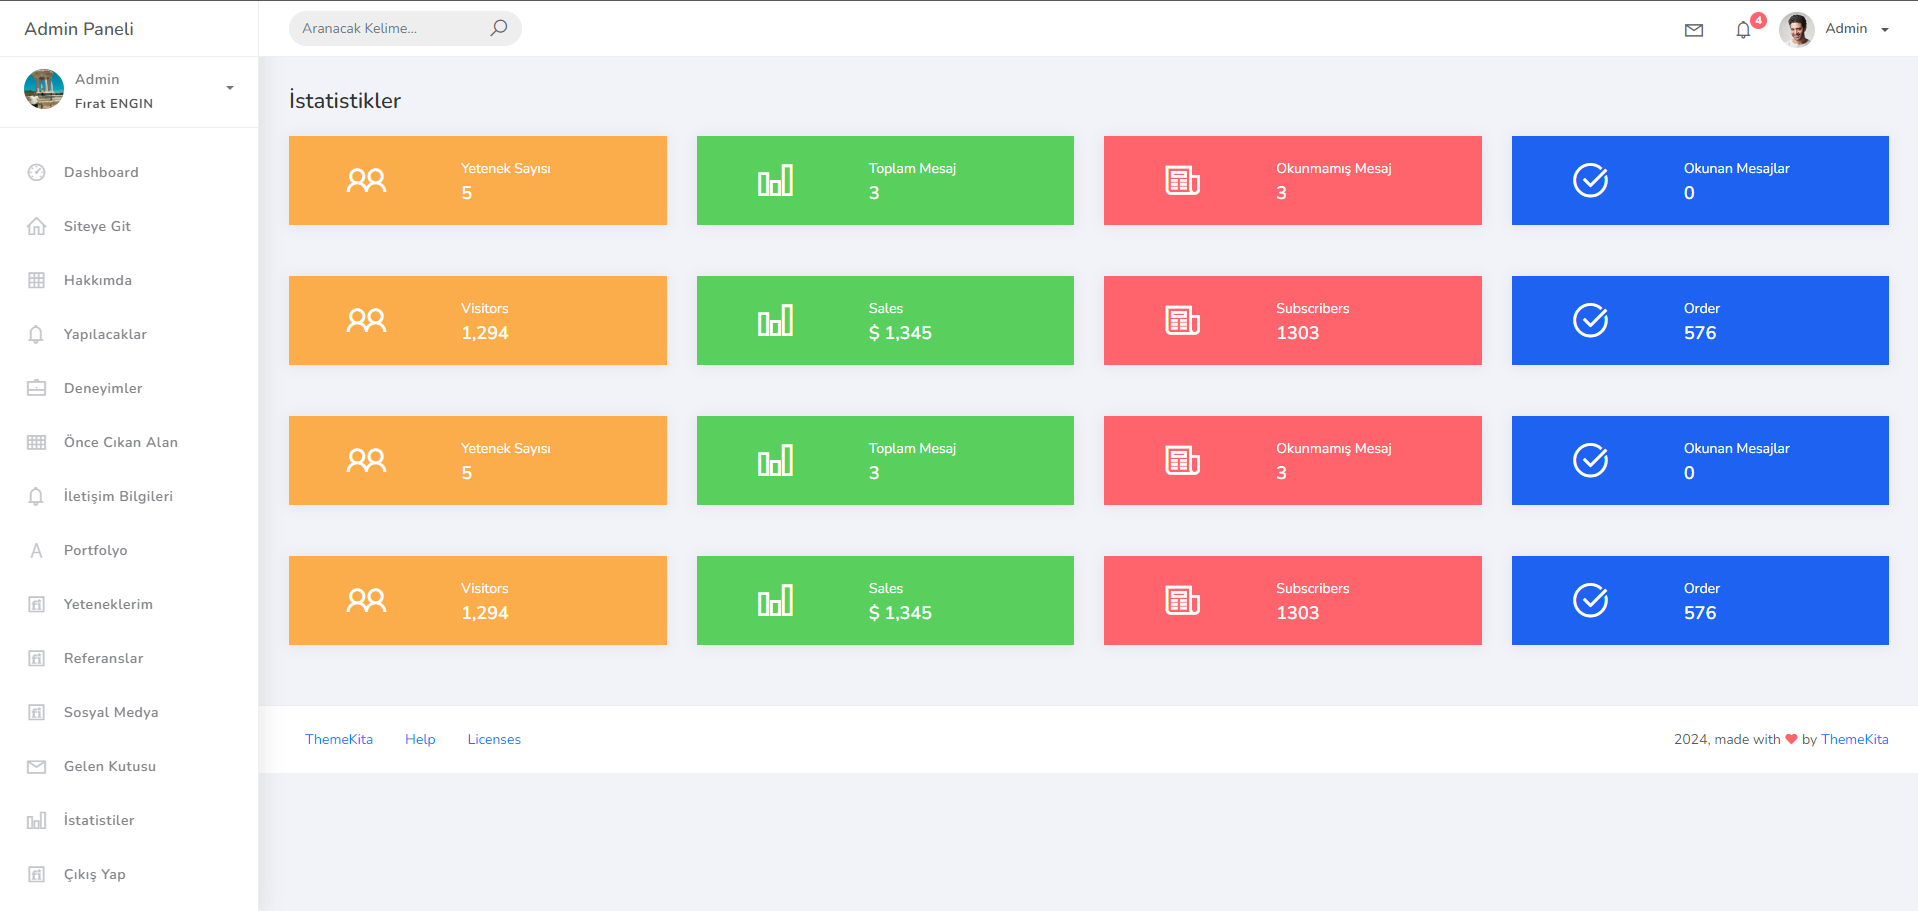 Admin Paneli
Aranacak Kelime...
4
Admin
Admin
Fırat ENGIN
Dashboard
Siteye Git
Hakkımda
Yapılacaklar
Deneyimler
Önce Cıkan Alan
İletişim Bilgileri
Portfolyo
Yeteneklerim
Referanslar
Sosyal Medya
Gelen Kutusu
İstatistiler
Çıkış Yap
İstatistikler
Yetenek Sayısı
5
Toplam Mesaj
3
Okunmamış Mesaj
3
Okunan Mesajlar
0
Visitors
1,294
Sales
$ 1,345
Subscribers
1303
Order
576
Yetenek Sayısı
5
Toplam Mesaj
3
Okunmamış Mesaj
3
Okunan Mesajlar
0
Visitors
1,294
Sales
$ 1,345
Subscribers
1303
Order
576
ThemeKita Help Licenses
2024, made with ❤ by ThemeKita